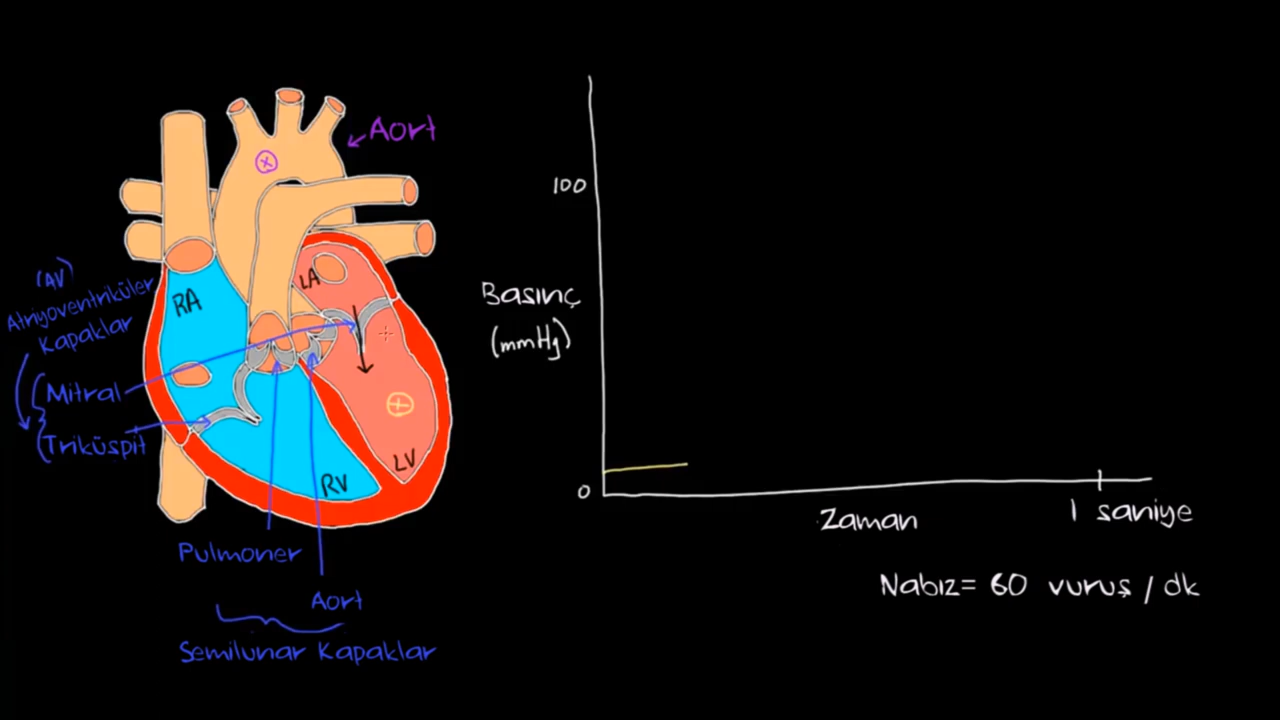 Aort
(AV)
Atriyoventriküler
Kapaklar
Mitral
Triküspit
RA
LA
RV
LV
Pulmoner
Aort
Semilunar Kapaklar
100
Basınç
(mmHg)
0
Zaman
1 saniye
Nabız= 60 vuruş / dk